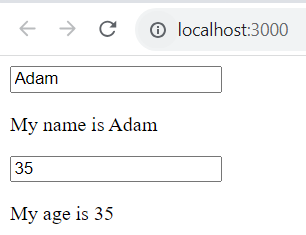 localhost:3000
Adam
My name is Adam
35
My age is 35